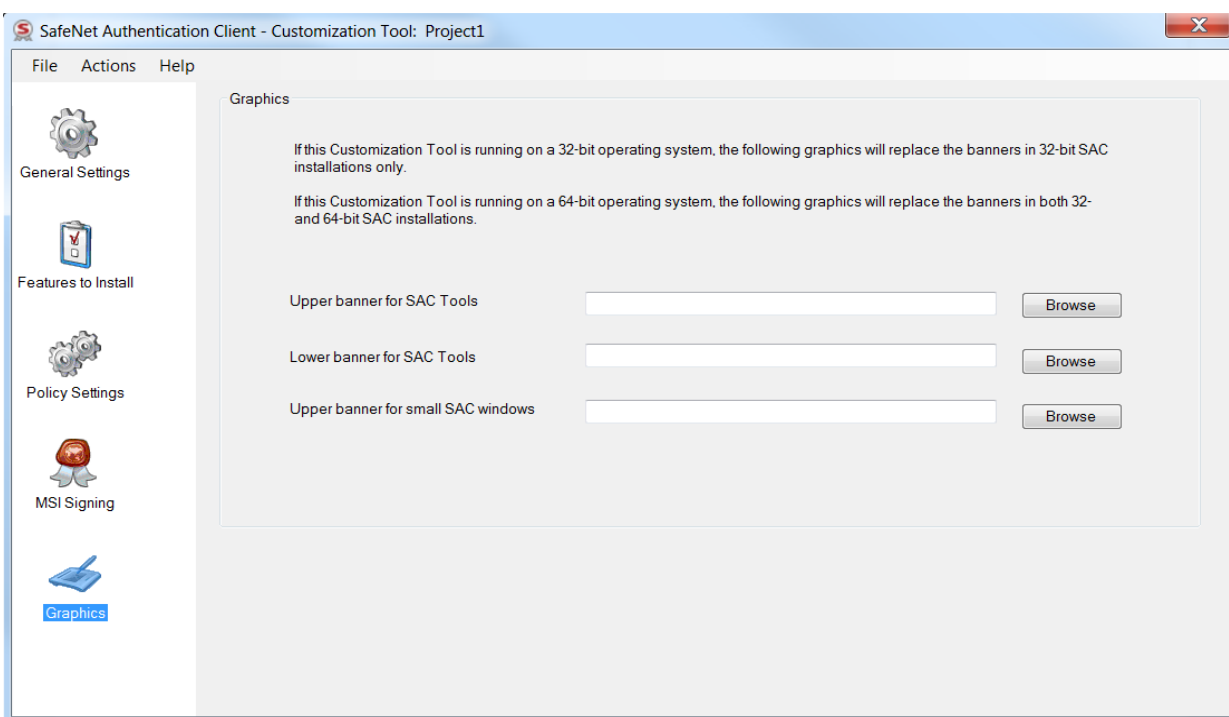 SafeNet Authentication Client - Customization Tool: Project1
File Actions Help
General Settings
Features to Install
Policy Settings
MSI Signing
Graphics
Graphics
If this Customization Tool is running on a 32-bit operating system, the following graphics will replace the banners in 32-bit SAC
installations only.
If this Customization Tool is running on a 64-bit operating system, the following graphics will replace the banners in both 32-
and 64-bit SAC installations.
Upper banner for SAC Tools
Browse
Lower banner for SAC Tools
Browse
Upper banner for small SAC windows
Browse